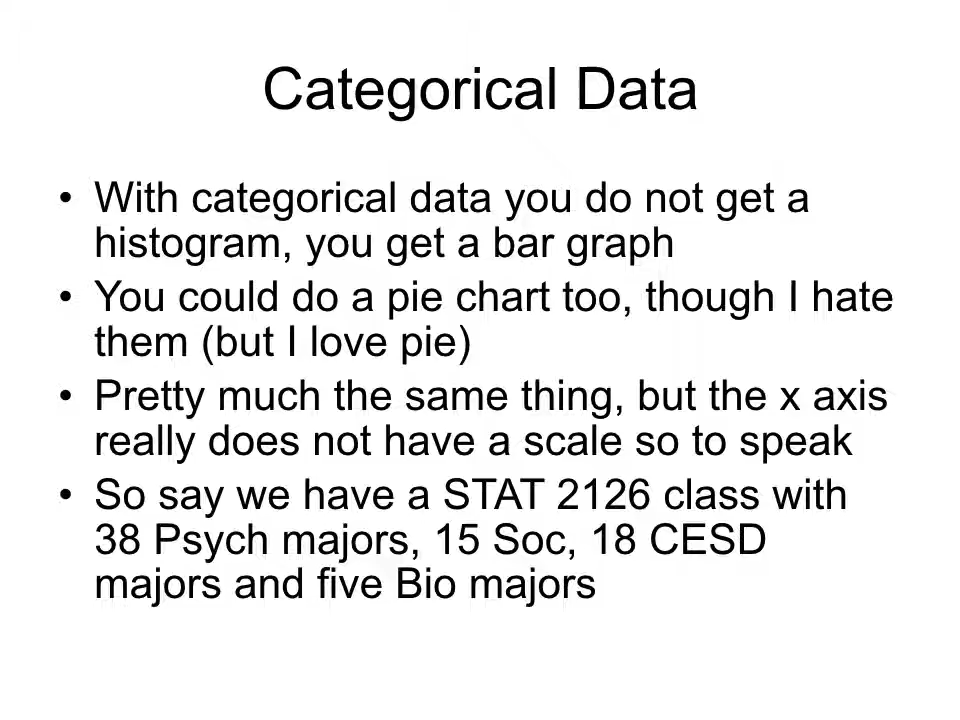 Categorical Data
• With categorical data you do not get a
histogram, you get a bar graph
• You could do a pie chart too, though I hate
them (but I love pie)
• Pretty much the same thing, but the x axis
really does not have a scale so to speak
• So say we have a STAT 2126 class with
38 Psych majors, 15 Soc, 18 CESD
majors and five Bio majors